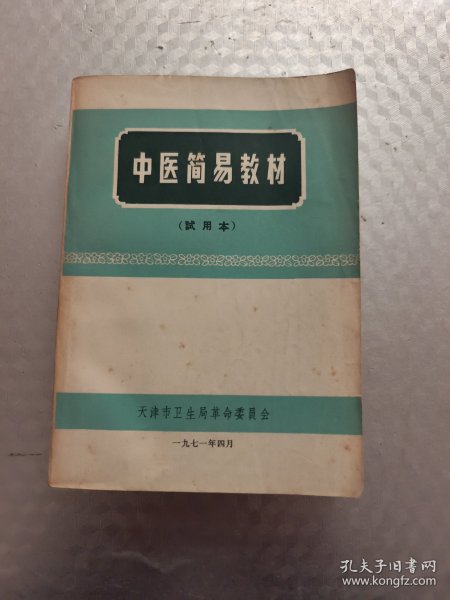 中医简易教材
(試用本)
天津市卫生局革命委員会
一九七一年四月
孔夫子旧书网
www.kongfz.com